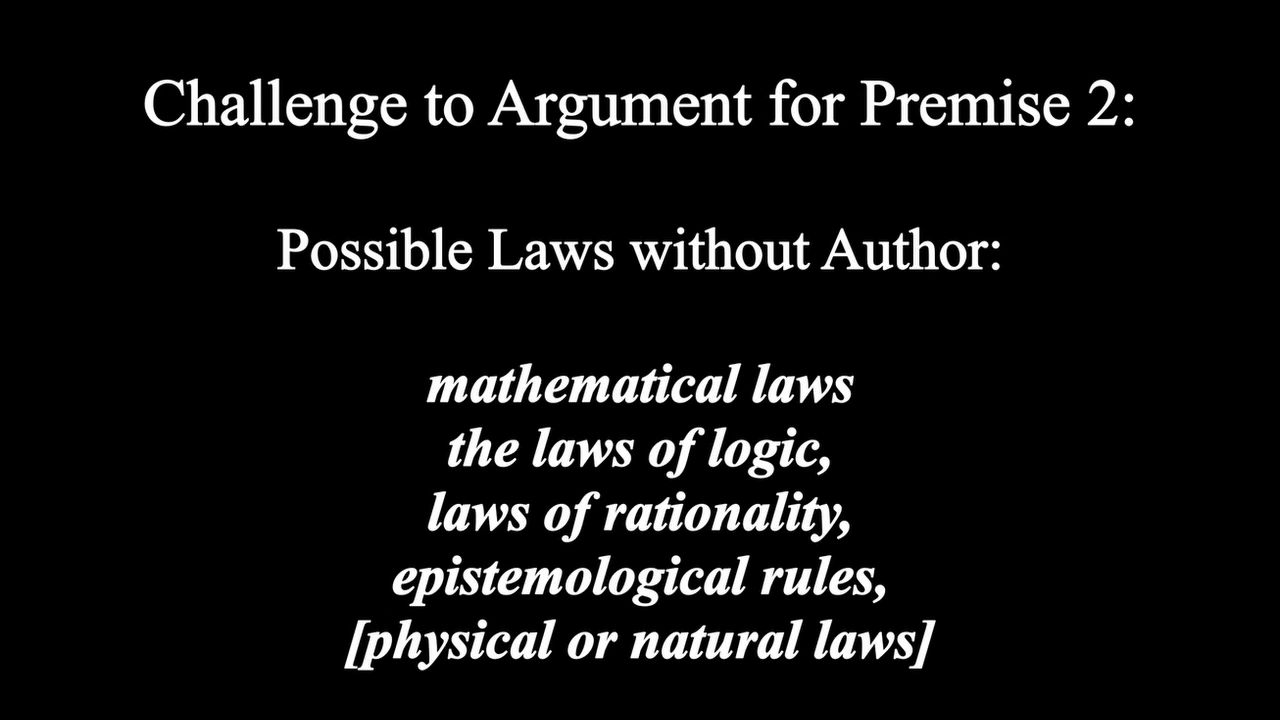 Challenge to Argument for Premise 2:
Possible Laws without Author:
mathematical laws
the laws of logic,
laws of rationality,
epistemological rules,
[physical or natural laws]